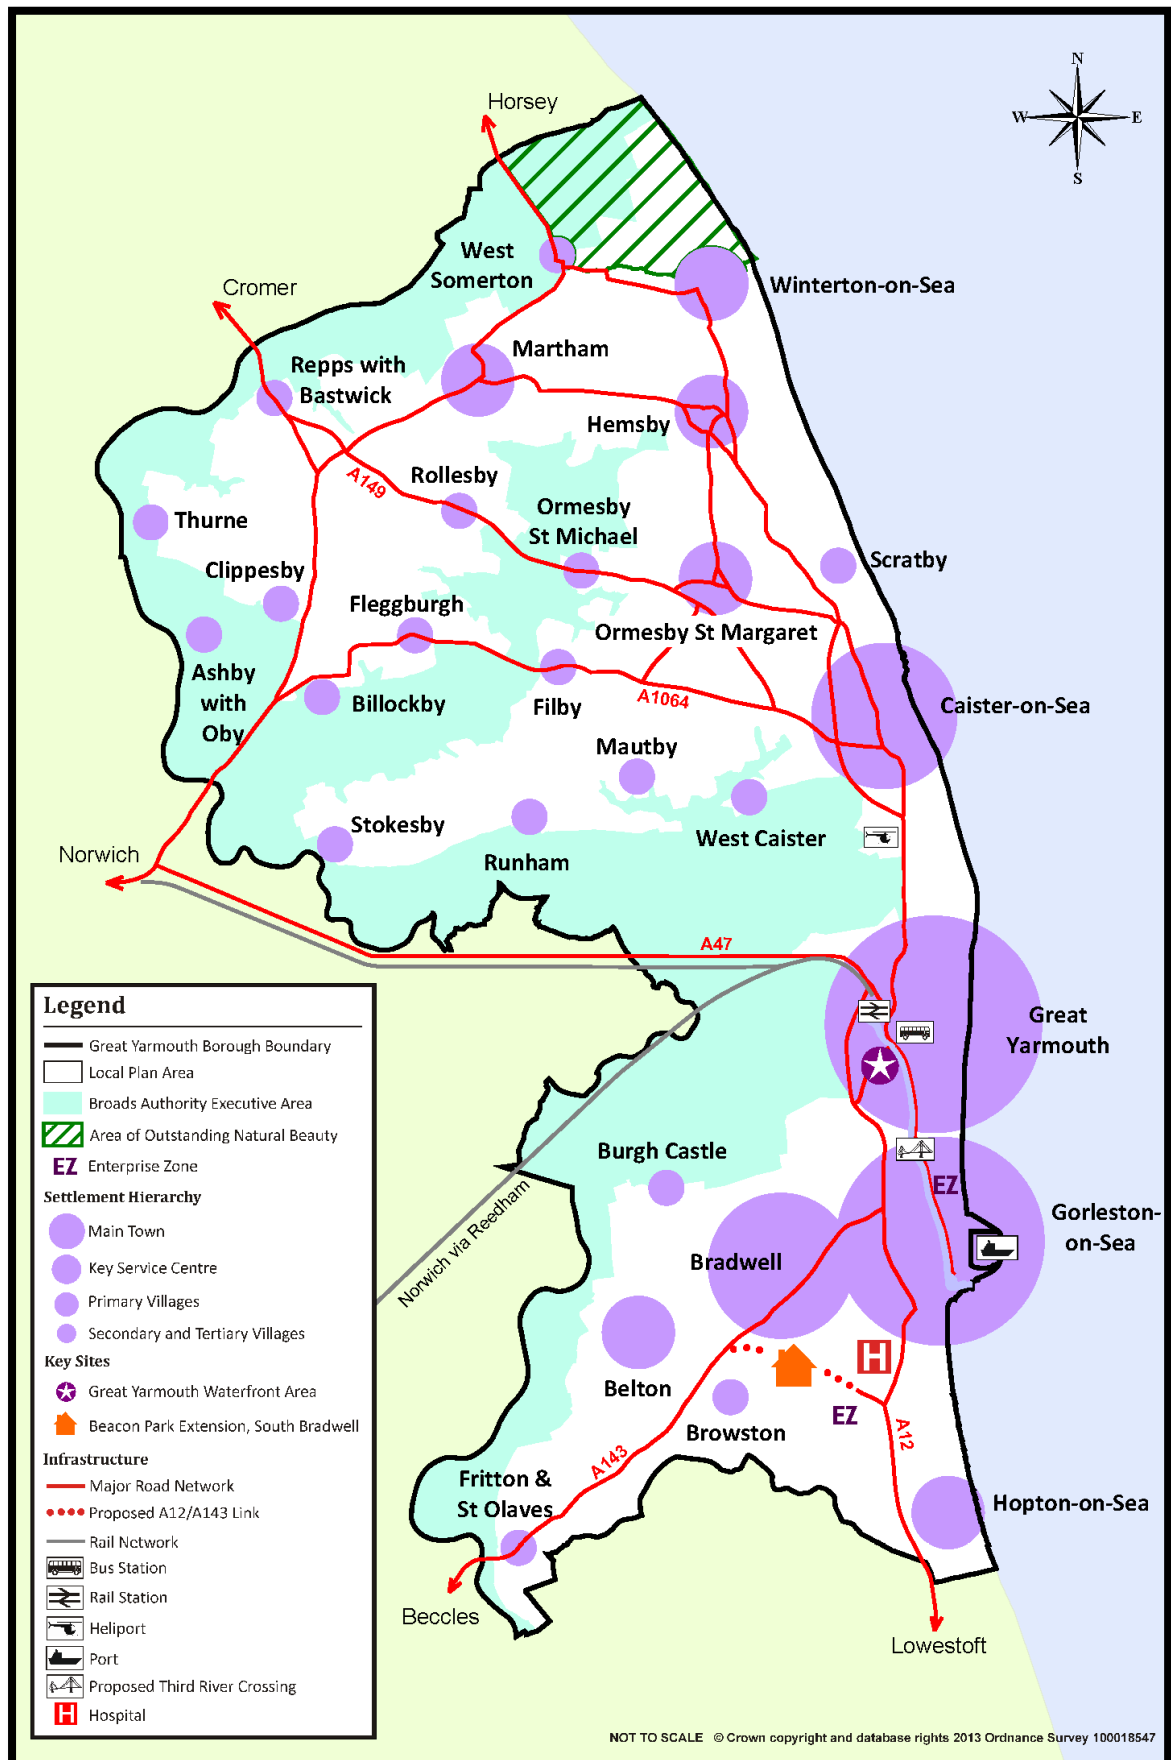 N
W
E
S
Horsey
West
Somerton
Winterton-on-Sea
Cromer
Martham
Repps with
Bastwick
Hemsby
A149
Rollesby
Ormesby
St Michael
Thurne
Scratby
Clippesby
Fleggburgh
Ormesby St Margaret
Ashby
with
Oby
Billockby
Filby
A1064
Caister-on-Sea
Mautby
Stokesby
West Caister
Runham
Norwich
A47
Great
Yarmouth
Burgh Castle
EZ
Norwich via Reedham
Gorleston-
on-Sea
Bradwell
Belton
Browston
EZ
A12
A143
Fritton &
St Olaves
Hopton-on-Sea
Beccles
Lowestoft
H
Legend
Great Yarmouth Borough Boundary
Local Plan Area
Broads Authority Executive Area
Area of Outstanding Natural Beauty
EZ Enterprise Zone
Settlement Hierarchy
Main Town
Key Service Centre
Primary Villages
Secondary and Tertiary Villages
Key Sites
Great Yarmouth Waterfront Area
Beacon Park Extension, South Bradwell
Infrastructure
Major Road Network
Proposed A12/A143 Link
Rail Network
Bus Station
Rail Station
Heliport
Port
Proposed Third River Crossing
H Hospital
NOT TO SCALE © Crown copyright and database rights 2013 Ordnance Survey 100018547